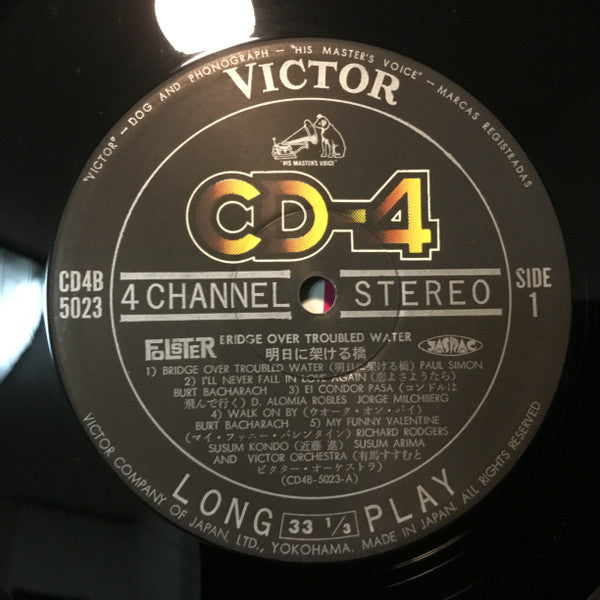 "VICTOR" — DOG AND PHONOGRAPH — "HIS MASTER'S VOICE" — MARCAS REGISTRADAS
VICTOR
"HIS MASTER'S VOICE"
CD-4
CD4B
5023
4 CHANNEL STEREO
SIDE
1
FOLSTER
JASRAC
BRIDGE OVER TROUBLED WATER
明日に架ける橋
1) BRIDGE OVER TROUBLED WATER (明日に架ける橋) PAUL SIMON
2) I'LL NEVER FALL IN LOVE AGAIN (恋よさようなら)
BURT BACHARACH 3) EI CONDOR PASA (コンドルは
飛んで行く) D. ALOMIA ROBLES JORGE MILCHBERG
4) WALK ON BY (ウオーク・オン・バイ)
BURT BACHARACH 5) MY FUNNY VALENTINE
(マイ・ファニー・バレンタイン) RICHARD RODGERS
SUSUM KONDO (近藤 進) SUSUM ARIMA
AND VICTOR ORCHESTRA (有馬すすむと
ビクター・オーケストラ)
(CD4B-5023-A)
LONG 33 1/3 PLAY
VICTOR COMPANY OF JAPAN, LTD., YOKOHAMA. MADE IN JAPAN. ALL RIGHTS RESERVED